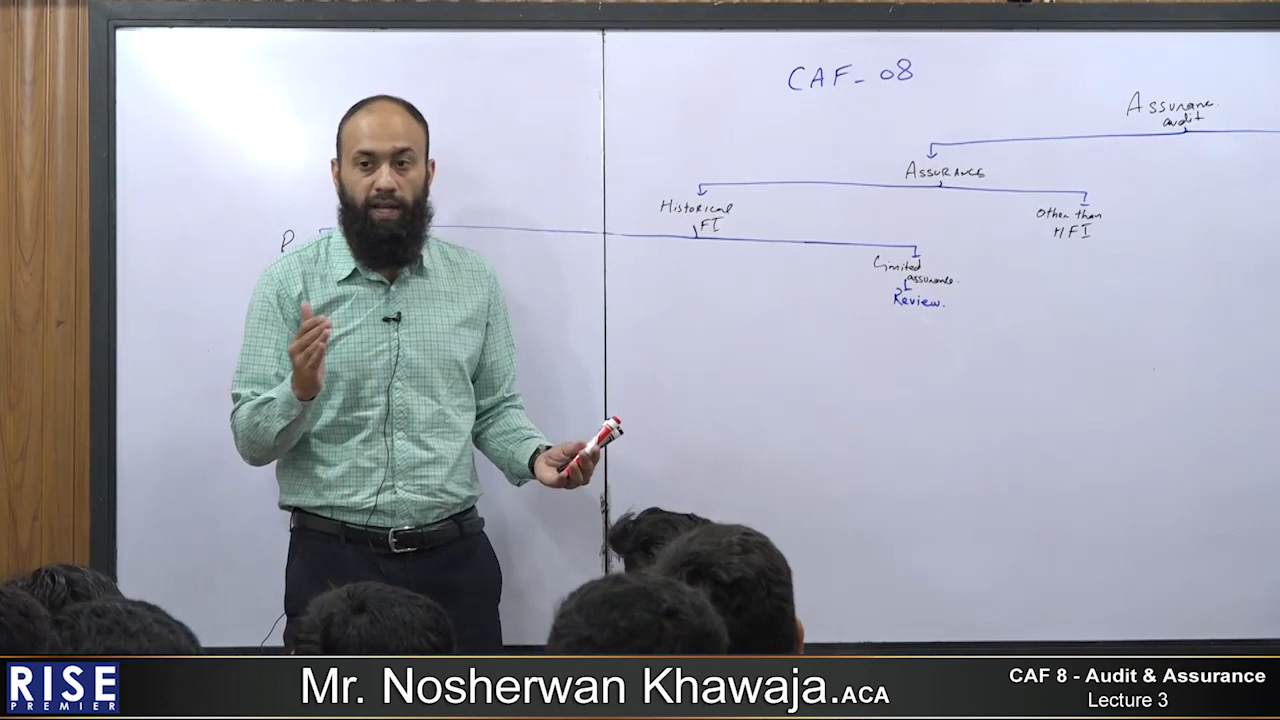 CAF - 08
Assuranc.
audit
Assurance
Historical
FI
Other than
HFI
Limited
assurance.
Review.
RISE
PREMIER
Mr. Nosherwan Khawaja.ACA
CAF 8 - Audit & Assurance
Lecture 3